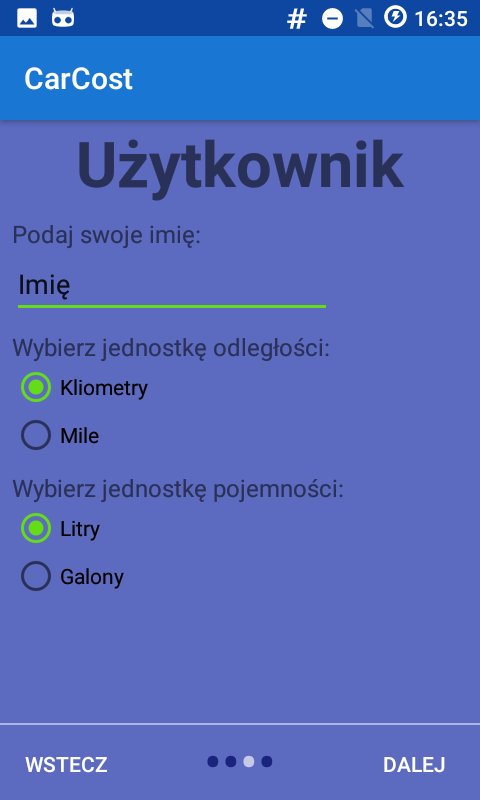 # 16:35
CarCost
Użytkownik
Podaj swoje imię:
Imię
Wybierz jednostkę odległości:
Kliometry
Mile
Wybierz jednostkę pojemności:
Litry
Galony
WSTECZ DALEJ